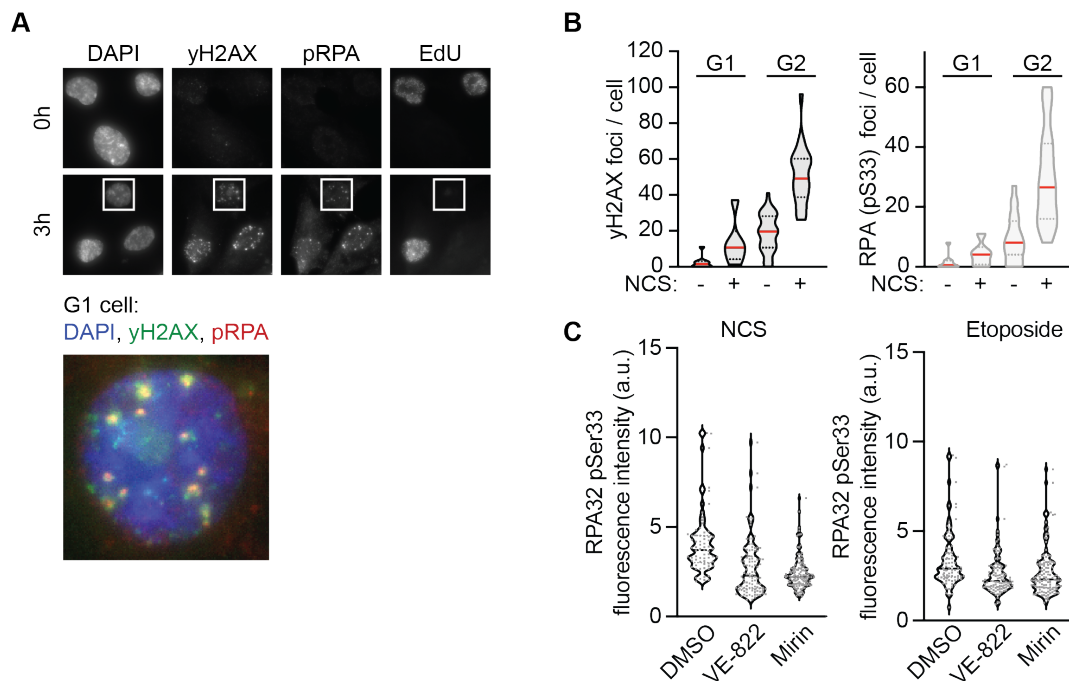 A
DAPI yH2AX pRPA EdU
0h
3h
G1 cell:
DAPI, yH2AX, pRPA
B
yH2AX foci / cell
120
100
80
60
40
20
0
G1 G2
NCS: - + - +
RPA (pS33) foci / cell
60
40
20
0
G1 G2
NCS: - + - +
C
NCS
RPA32 pSer33
fluorescence intensity (a.u.)
15
10
5
0
DMSO VE-822 Mirin
Etoposide
RPA32 pSer33
fluorescence intensity (a.u.)
15
10
5
0
DMSO VE-822 Mirin